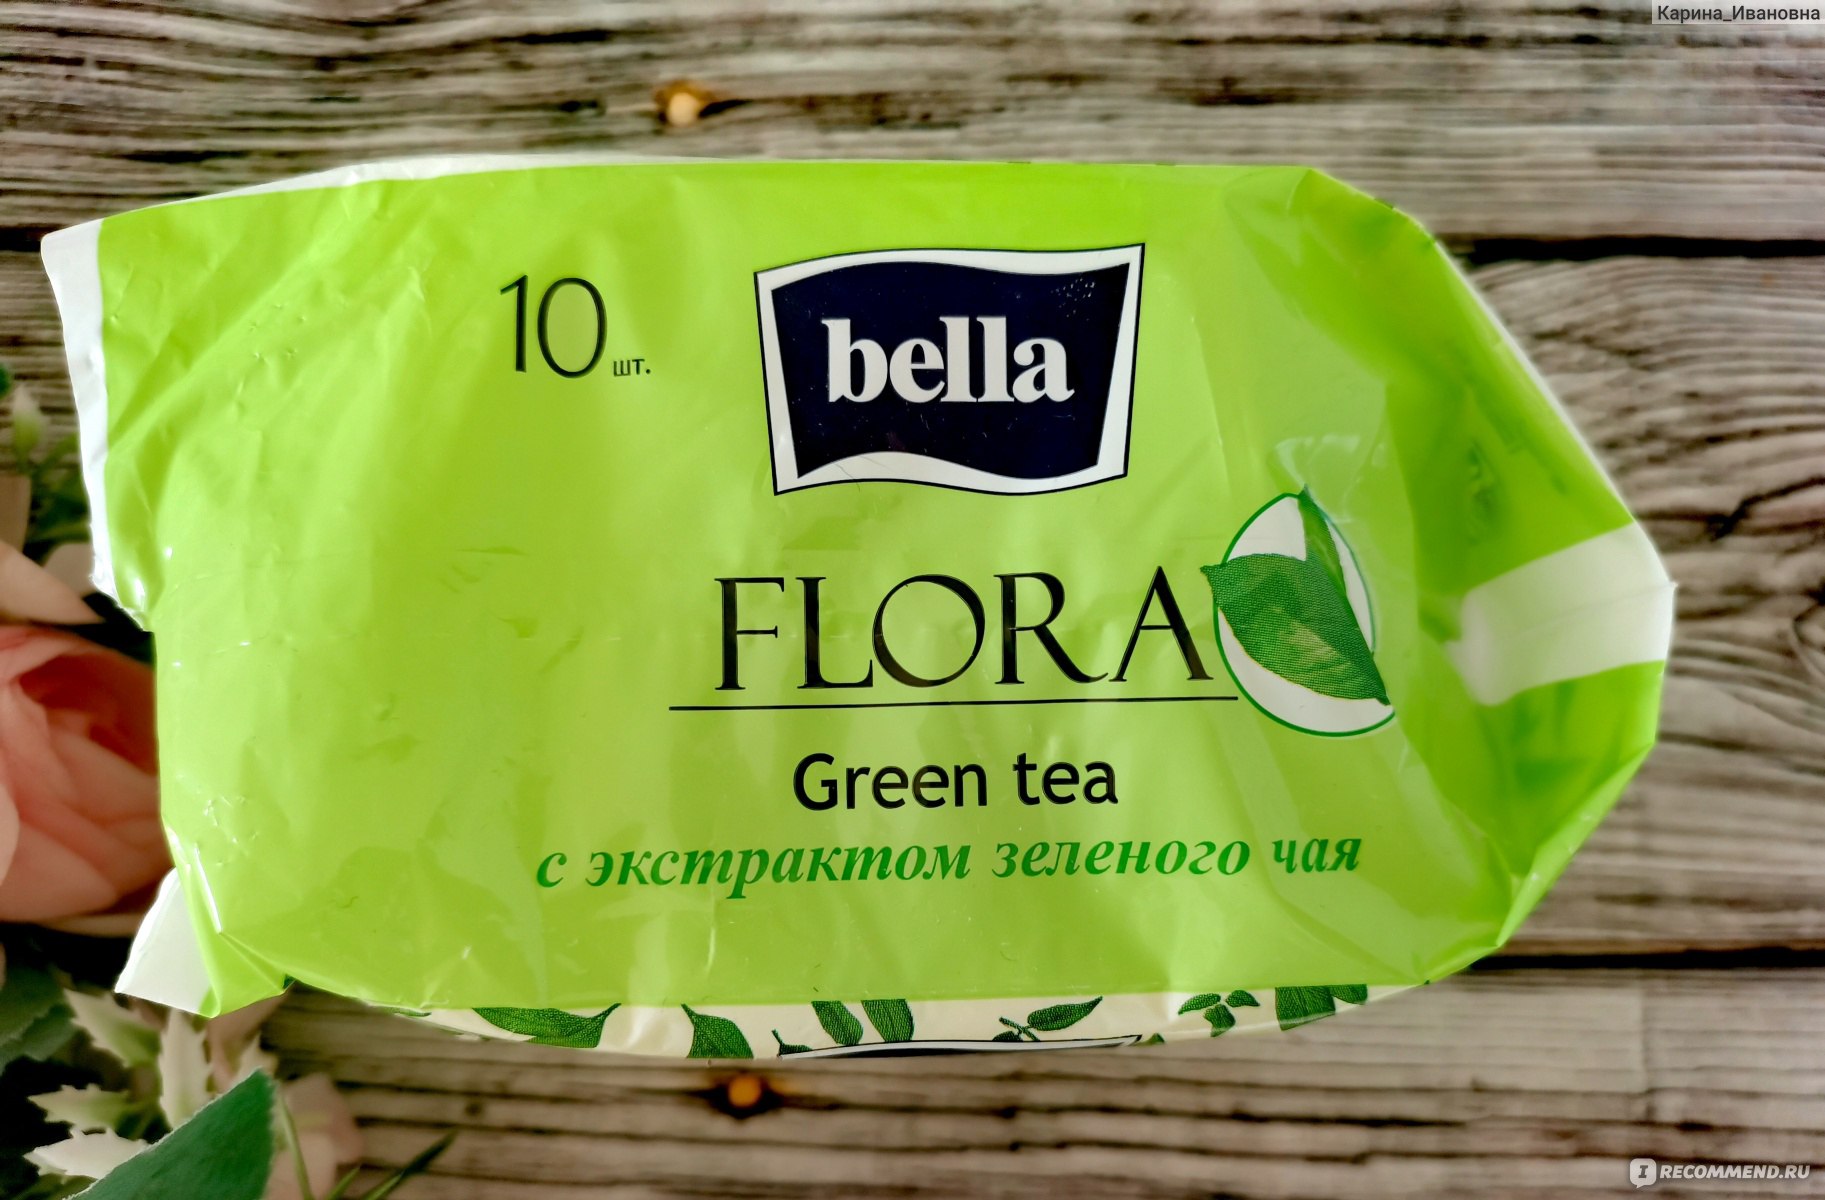 Карина_Ивановна
10 шт.
bella
FLORA
Green tea
с экстрактом зеленого чая
I RECOMMEND.RU